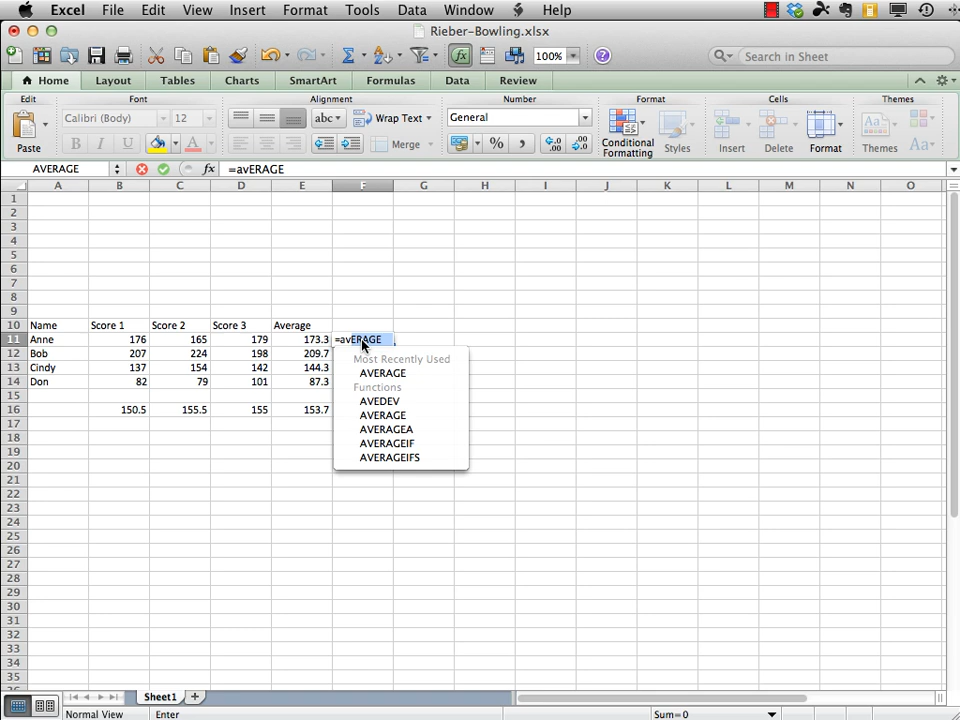 Excel File Edit View Insert Format Tools Data Window Help
Rieber-Bowling.xlsx
100% Search in Sheet
Home Layout Tables Charts SmartArt Formulas Data Review
Edit Font Alignment Number Format Cells Themes
Calibri (Body) 12 abc Wrap Text General
Paste B I U A Merge % , Conditional Formatting Styles Insert Delete Format Themes Aa
AVERAGE fx =avERAGE
A B C D E F G H I J K L M N O
1
2
3
4
5
6
7
8
9
10 Name Score 1 Score 2 Score 3 Average
11 Anne 176 165 179 173.3 =avERAGE
12 Bob 207 224 198 209.7 Most Recently Used
13 Cindy 137 154 142 144.3 AVERAGE
14 Don 82 79 101 87.3 Functions
15 AVEDEV
16 150.5 155.5 155 153.7 AVERAGE
17 AVERAGEA
18 AVERAGEIF
19 AVERAGEIFS
20
21
22
23
24
25
26
27
28
29
30
31
32
33
34
35
Sheet1
Normal View Enter Sum=0